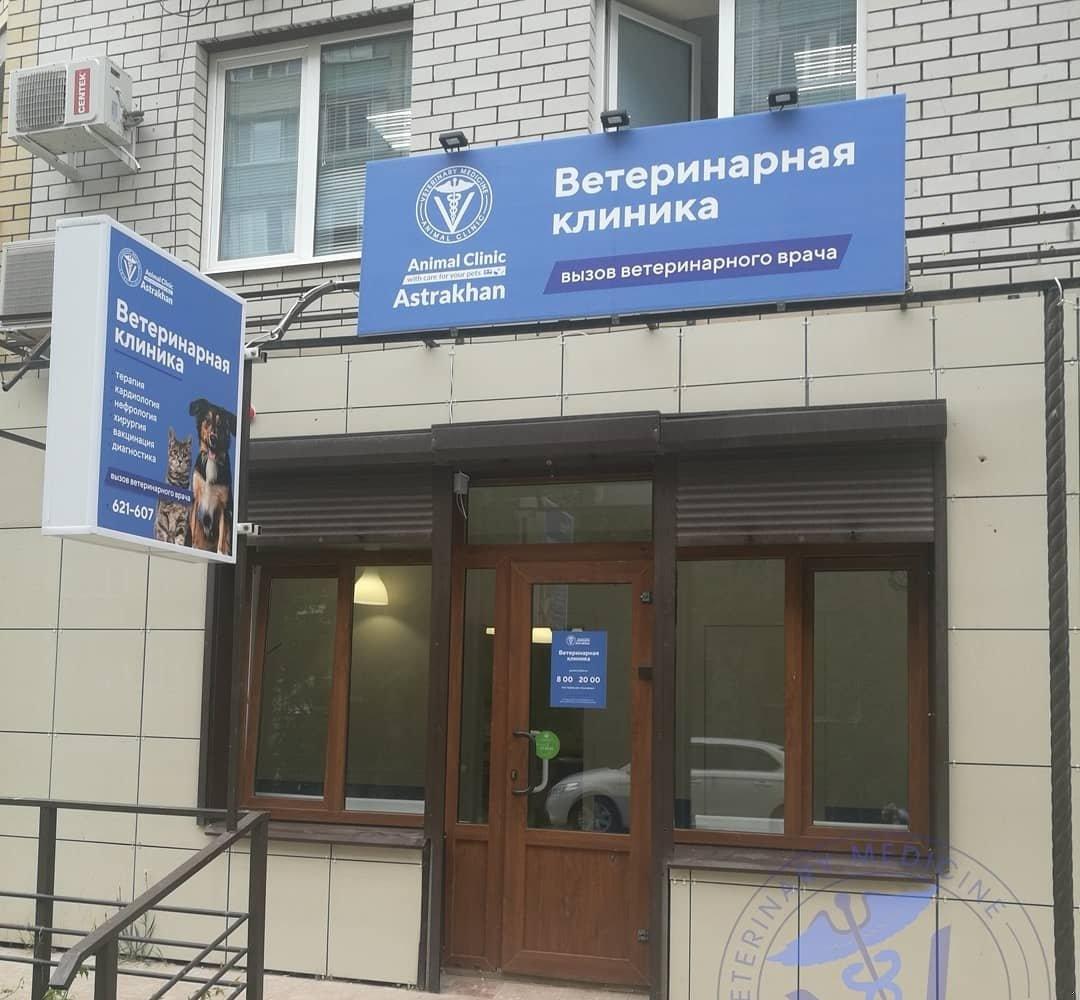 CENTEK
VETERINARY MEDICINE
ANIMAL CLINIC
Animal Clinic
with care for your pets
Astrakhan
Ветеринарная
клиника
вызов ветеринарного врача
Animal Clinic
Astrakhan
Ветеринарная
клиника
терапия
кардиология
нефрология
хирургия
вакцинация
диагностика
вызов ветеринарного врача
621-607
Ветеринарная
клиника
8 00 20 00
VETERINARY MEDICINE